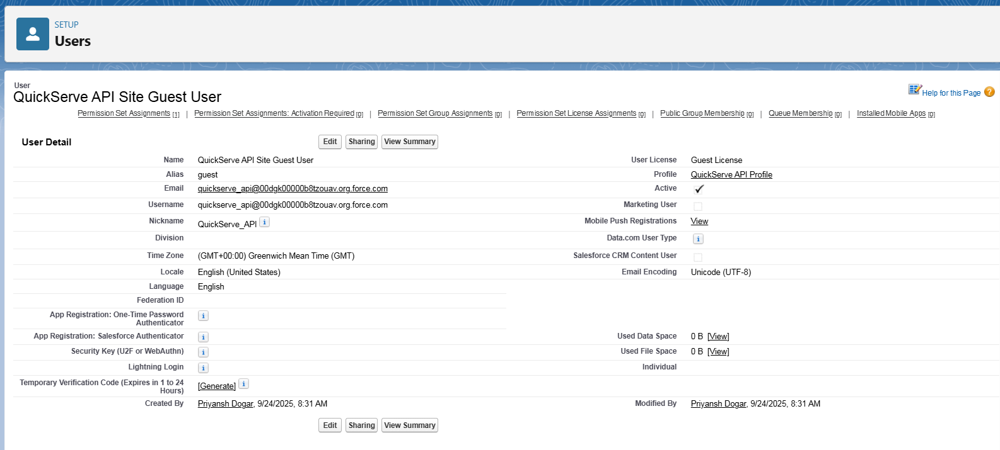 SETUP
Users
User
QuickServe API Site Guest User
Help for this Page ?
Permission Set Assignments [1] | Permission Set Assignments: Activation Required [0] | Permission Set Group Assignments [0] | Permission Set License Assignments [0] | Public Group Membership [0] | Queue Membership [0] | Installed Mobile Apps [0]
User Detail Edit Sharing View Summary
Name QuickServe API Site Guest User User License Guest License
Alias guest Profile QuickServe API Profile
Email quickserve_api@00dgk00000b8tzouav.org.force.com Active
Username quickserve_api@00dgk00000b8tzouav.org.force.com Marketing User
Nickname QuickServe_API i Mobile Push Registrations View
Division Data.com User Type i
Time Zone (GMT+00:00) Greenwich Mean Time (GMT) Salesforce CRM Content User
Locale English (United States) Email Encoding Unicode (UTF-8)
Language English
Federation ID
App Registration: One-Time Password
Authenticator i
App Registration: Salesforce Authenticator i Used Data Space 0 B [View]
Security Key (U2F or WebAuthn) i Used File Space 0 B [View]
Lightning Login i Individual
Temporary Verification Code (Expires in 1 to 24
Hours) [Generate] i
Created By Priyansh Dogar, 9/24/2025, 8:31 AM Modified By Priyansh Dogar, 9/24/2025, 8:31 AM
Edit Sharing View Summary